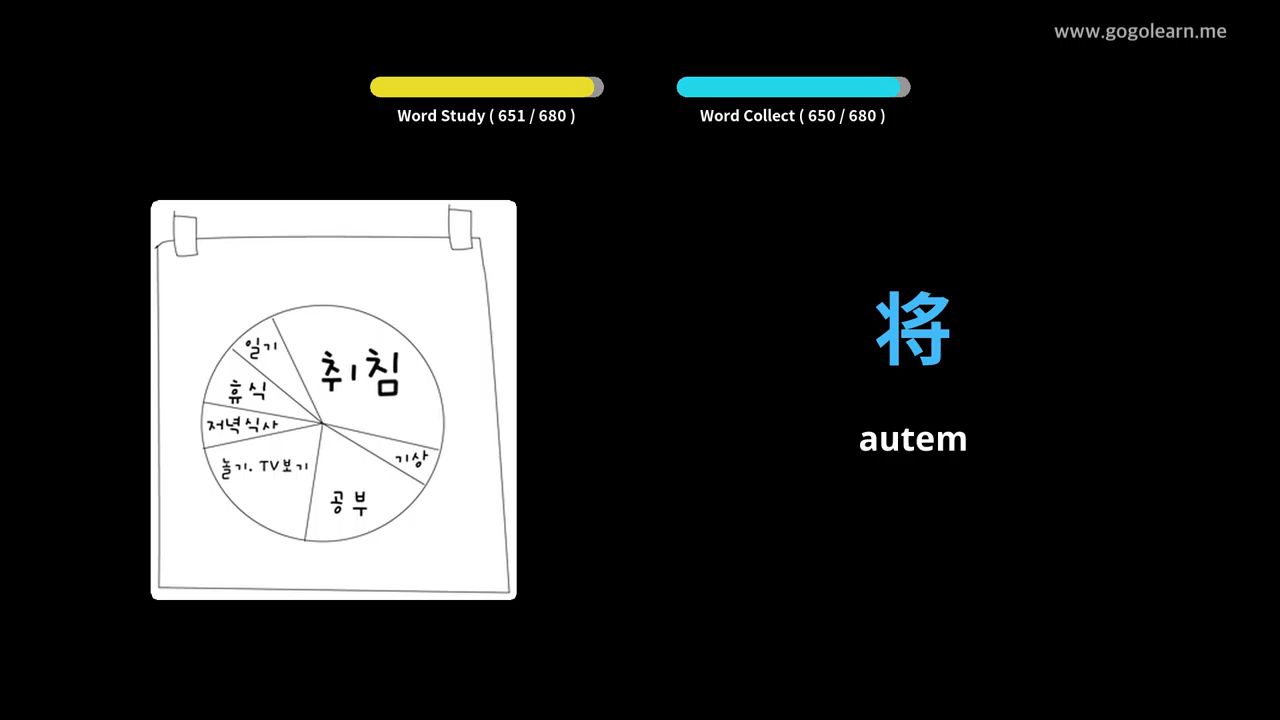 www.gogolearn.me
Word Study ( 651 / 680 )
Word Collect ( 650 / 680 )
일기
취침
휴식
저녁식사
놀기. TV보기
기상
공부
将
autem